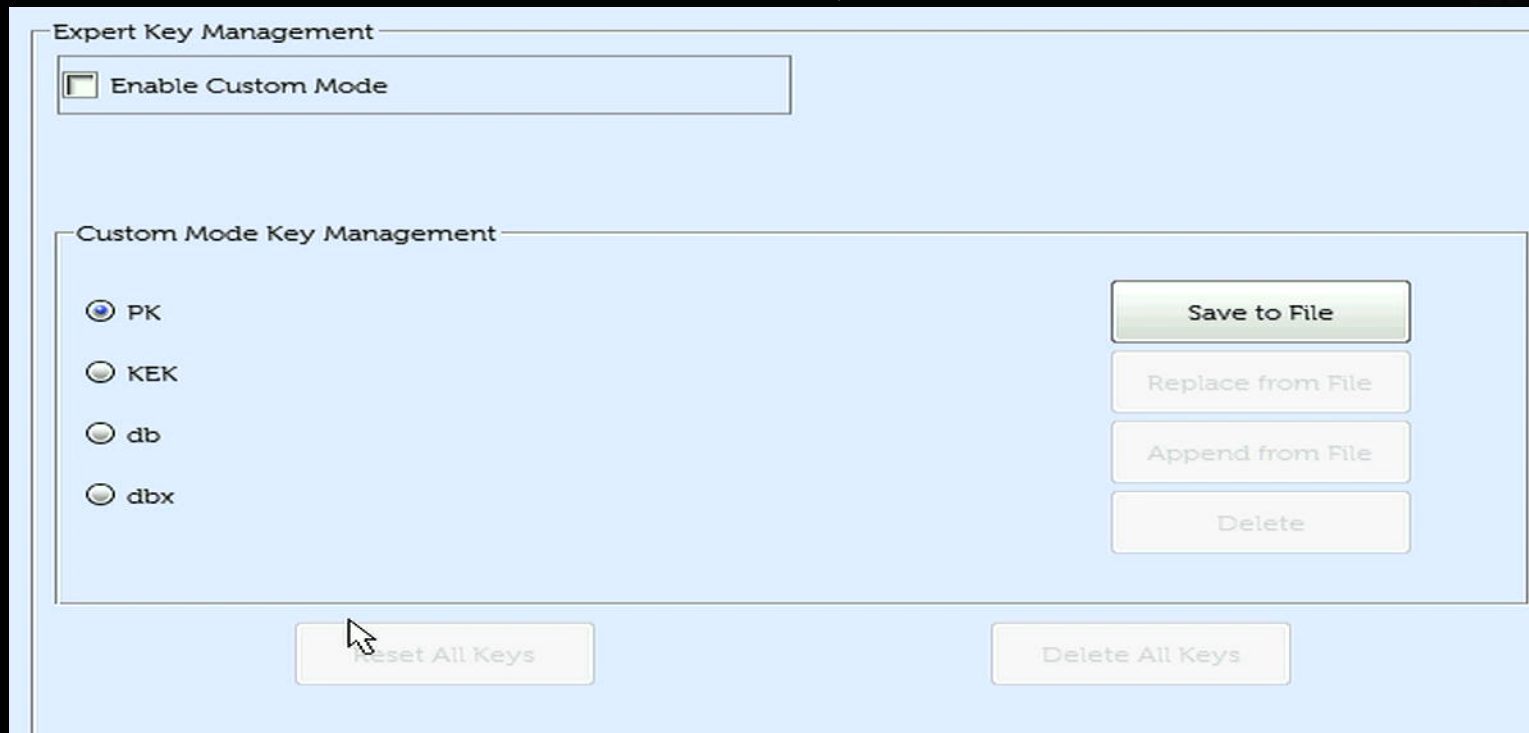 Expert Key Management
Enable Custom Mode
Custom Mode Key Management
PK
Save to File
KEK
Replace from File
db
Append from File
dbx
Delete
Reset All Keys
Delete All Keys